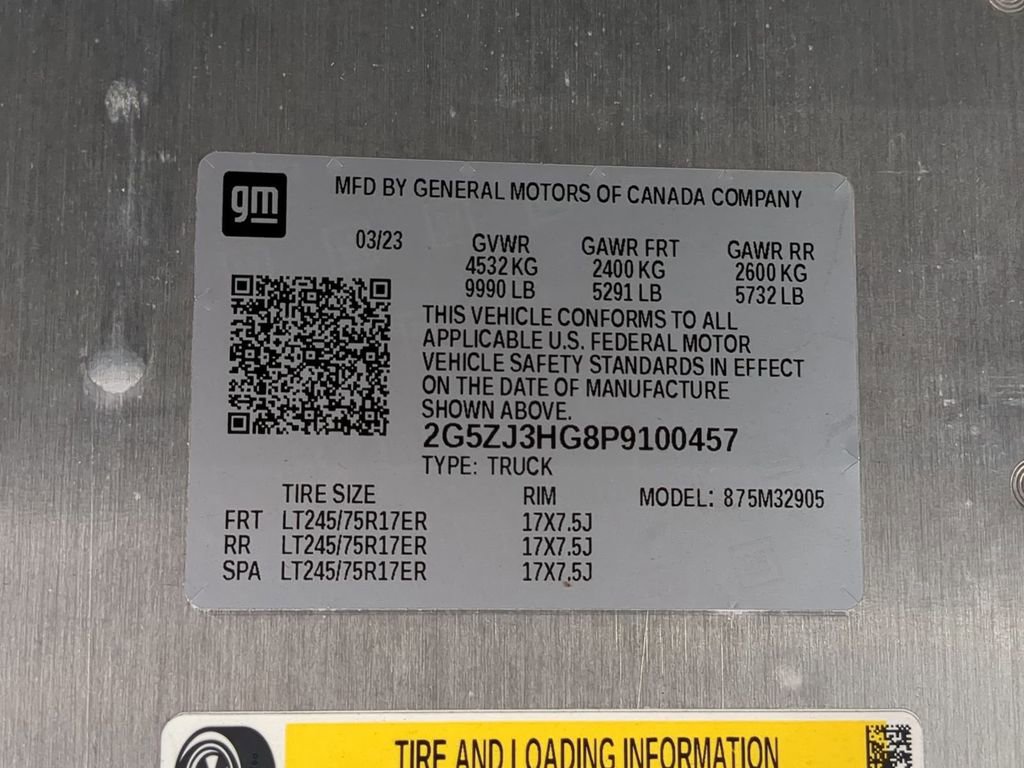 gm
MFD BY GENERAL MOTORS OF CANADA COMPANY
03/23 GVWR GAWR FRT GAWR RR
4532 KG 2400 KG 2600 KG
9990 LB 5291 LB 5732 LB
THIS VEHICLE CONFORMS TO ALL
APPLICABLE U.S. FEDERAL MOTOR
VEHICLE SAFETY STANDARDS IN EFFECT
ON THE DATE OF MANUFACTURE
SHOWN ABOVE.
2G5ZJ3HG8P9100457
TYPE: TRUCK
TIRE SIZE RIM MODEL: 875M32905
FRT LT245/75R17ER 17X7.5J
RR LT245/75R17ER 17X7.5J
SPA LT245/75R17ER 17X7.5J
TIRE AND LOADING INFORMATION